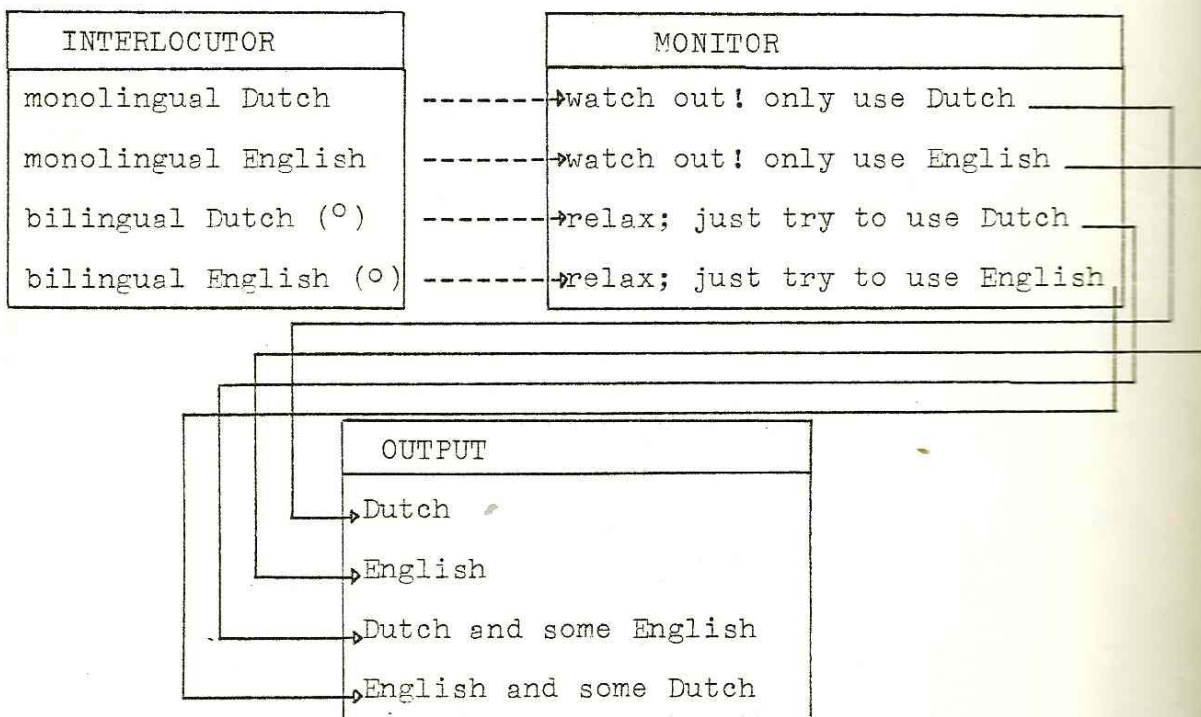 INTERLOCUTOR
monolingual Dutch
monolingual English
bilingual Dutch (o)
bilingual English (o)
MONITOR
watch out! only use Dutch
watch out! only use English
relax; just try to use Dutch
relax; just try to use English
OUTPUT
Dutch
English
Dutch and some English
English and some Dutch